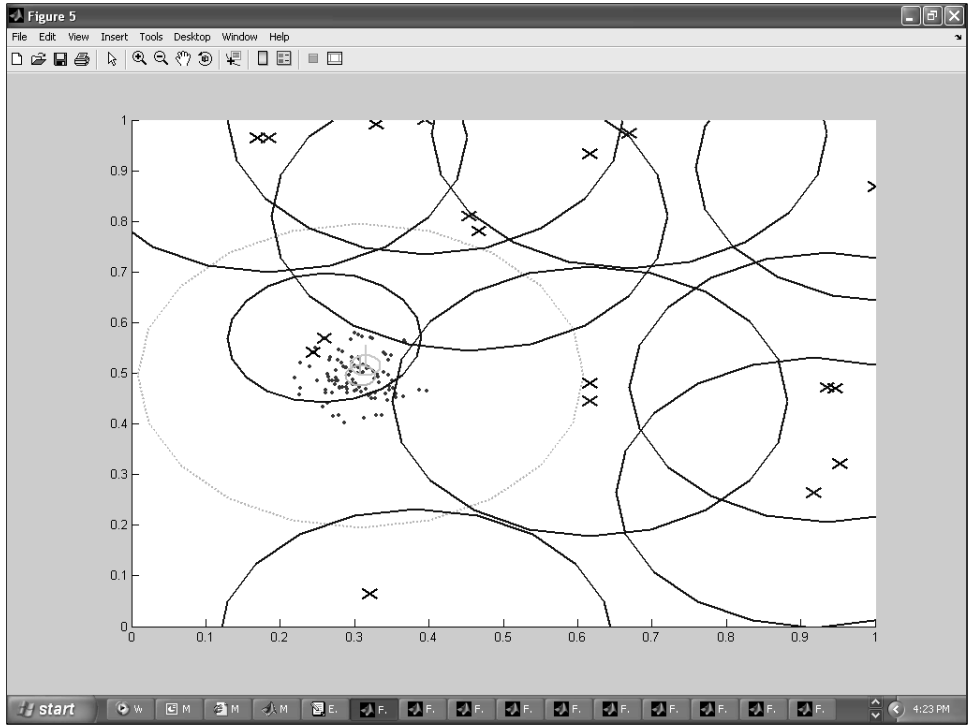 Figure 5
File Edit View Insert Tools Desktop Window Help
1
0.9
0.8
0.7
0.6
0.5
0.4
0.3
0.2
0.1
0
0 0.1 0.2 0.3 0.4 0.5 0.6 0.7 0.8 0.9 1
start W M M M E. F. F. F. F. F. F. F. F. F. F. 4:23 PM